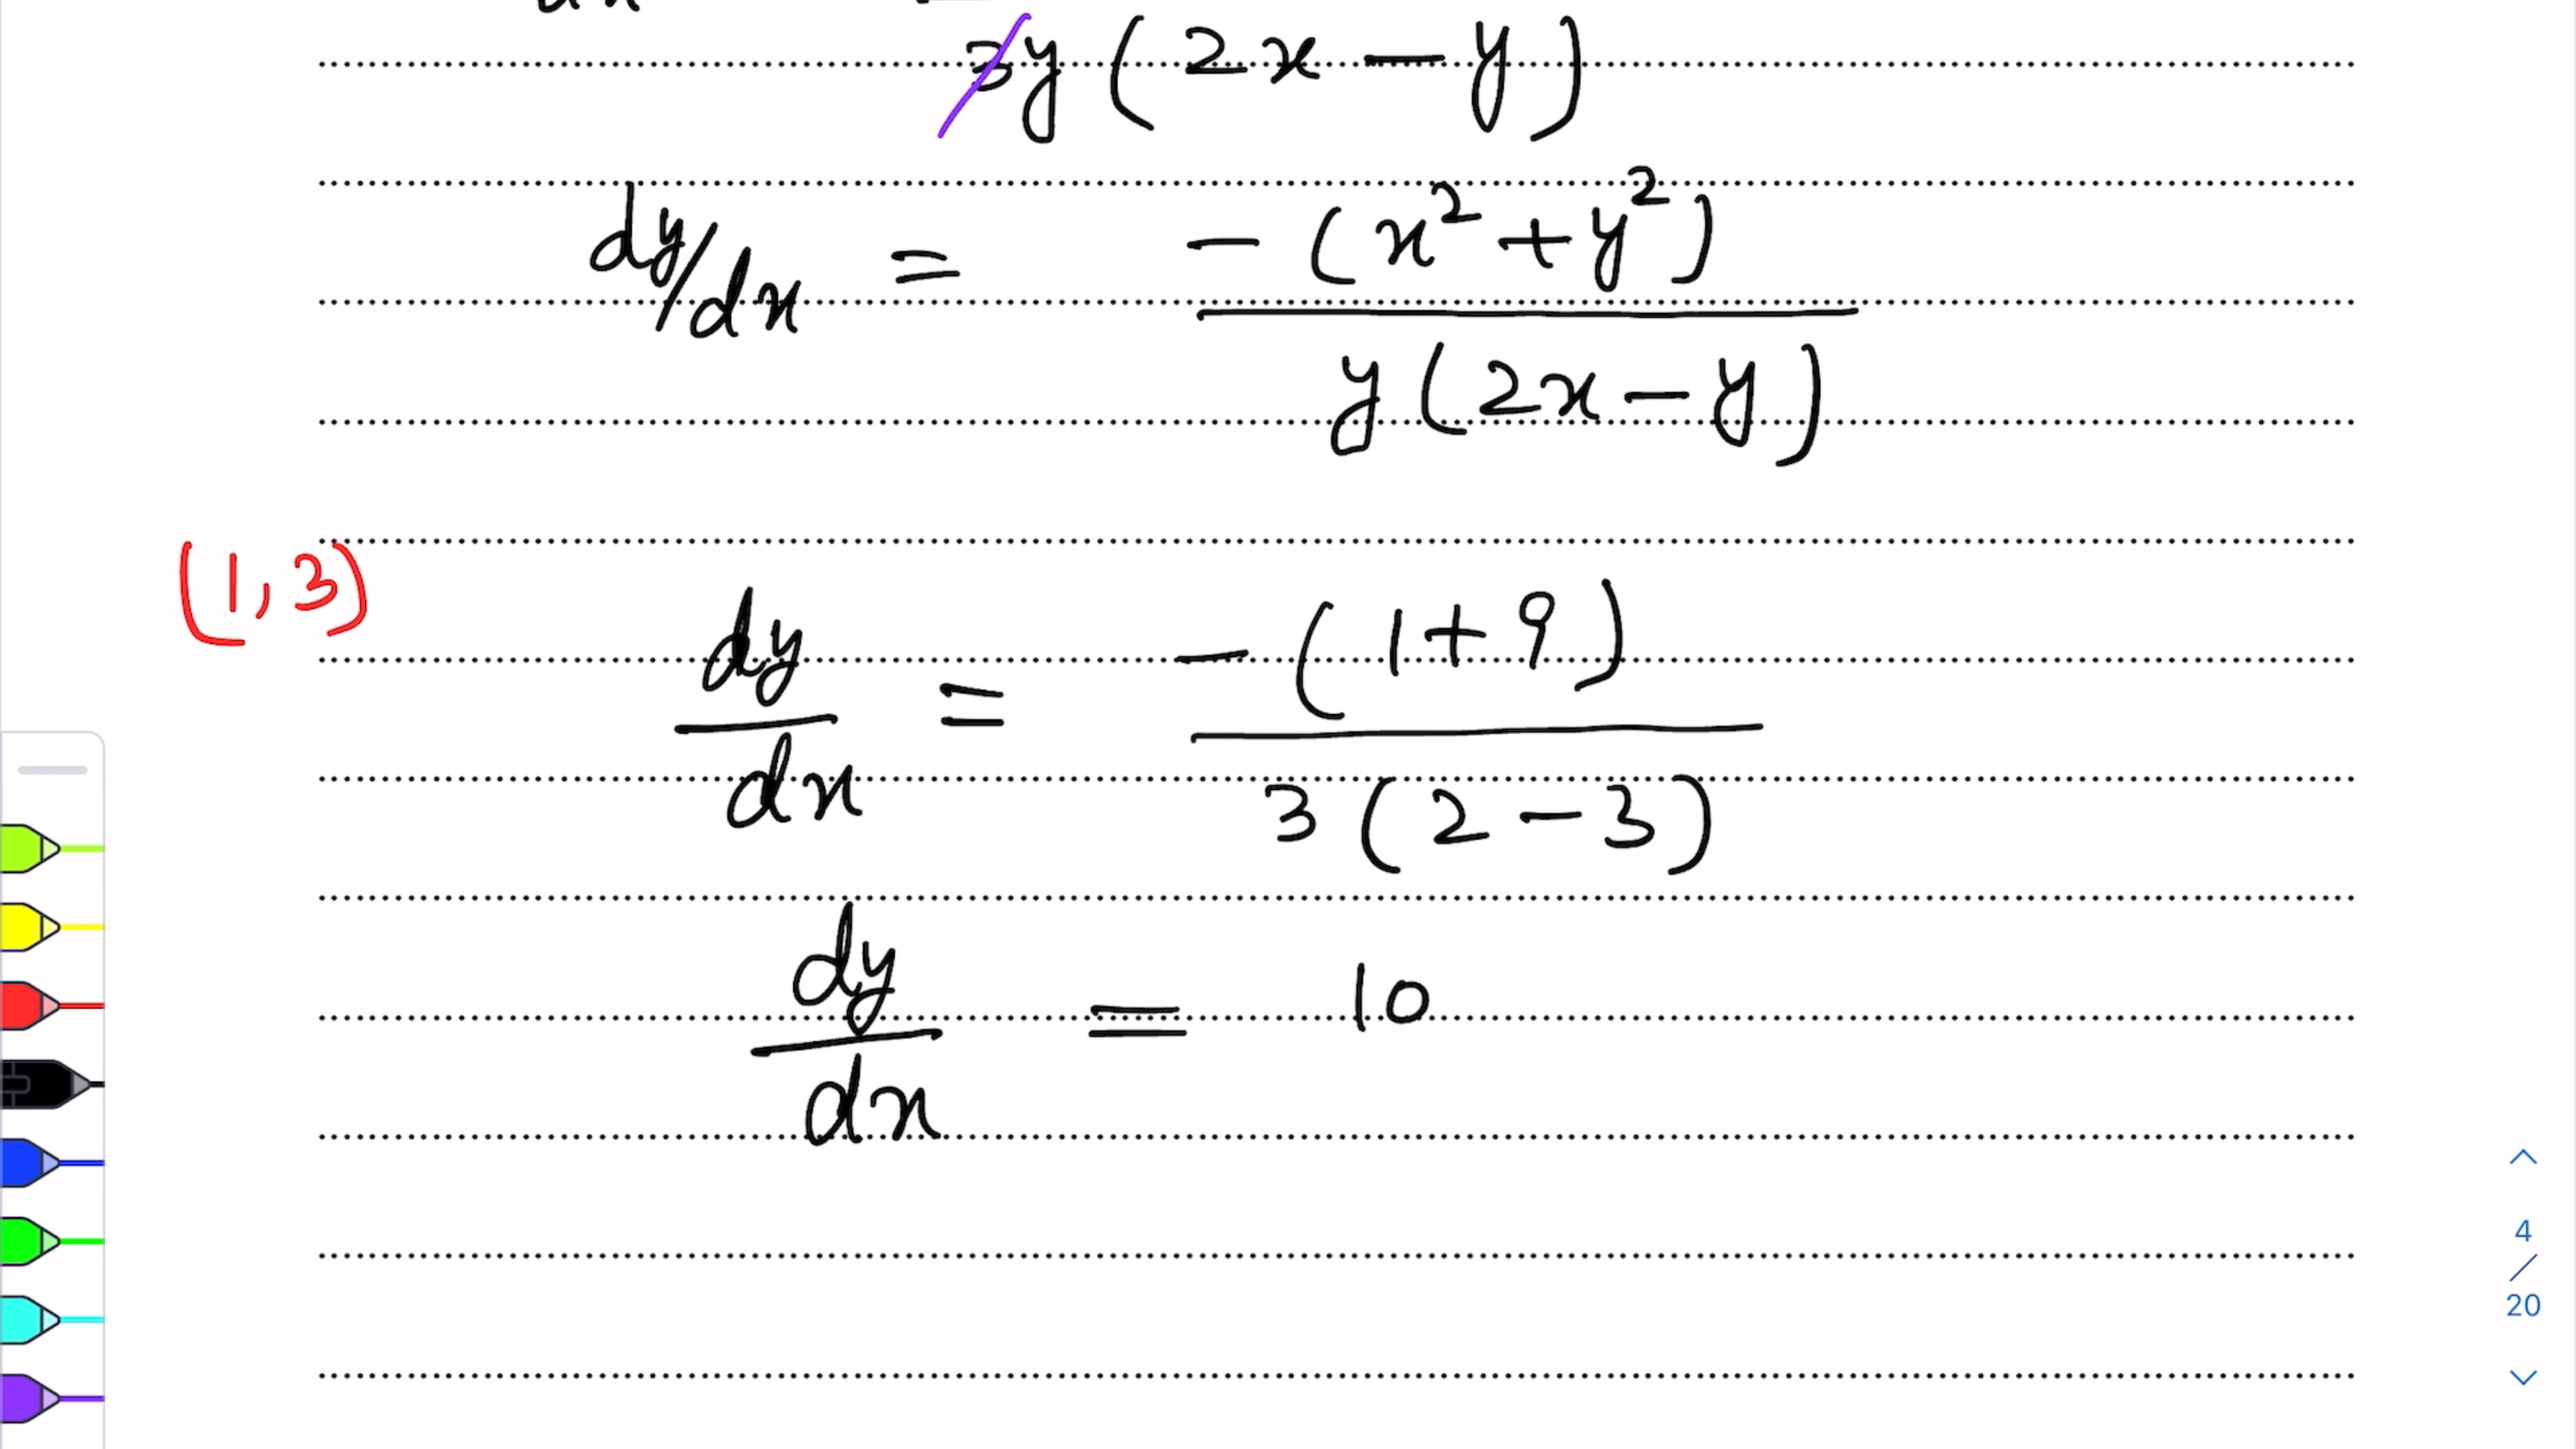 dx
3y ( 2x − y )
dy/dx = − ( x² + y² )
y ( 2x − y )
(1, 3)
dy = − ( 1 + 9 )
dx 3 ( 2 − 3 )
dy = 10
dx
4
/
20